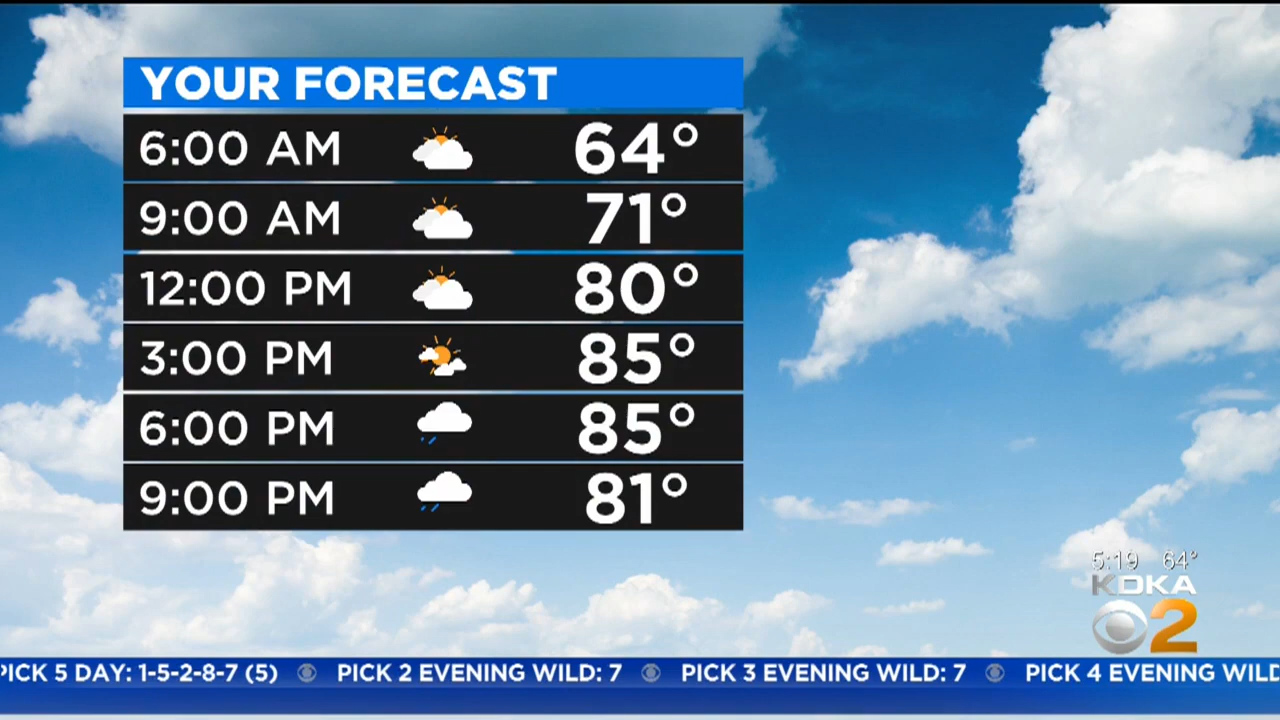 YOUR FORECAST
6:00 AM 64°
9:00 AM 71°
12:00 PM 80°
3:00 PM 85°
6:00 PM 85°
9:00 PM 81°
5:19 64°
KDKA
2
PICK 5 DAY: 1-5-2-8-7 (5) PICK 2 EVENING WILD: 7 PICK 3 EVENING WILD: 7 PICK 4 EVENING WILD